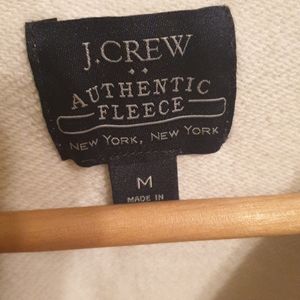 J.CREW
AUTHENTIC
FLEECE
NEW YORK, NEW YORK
M
MADE IN